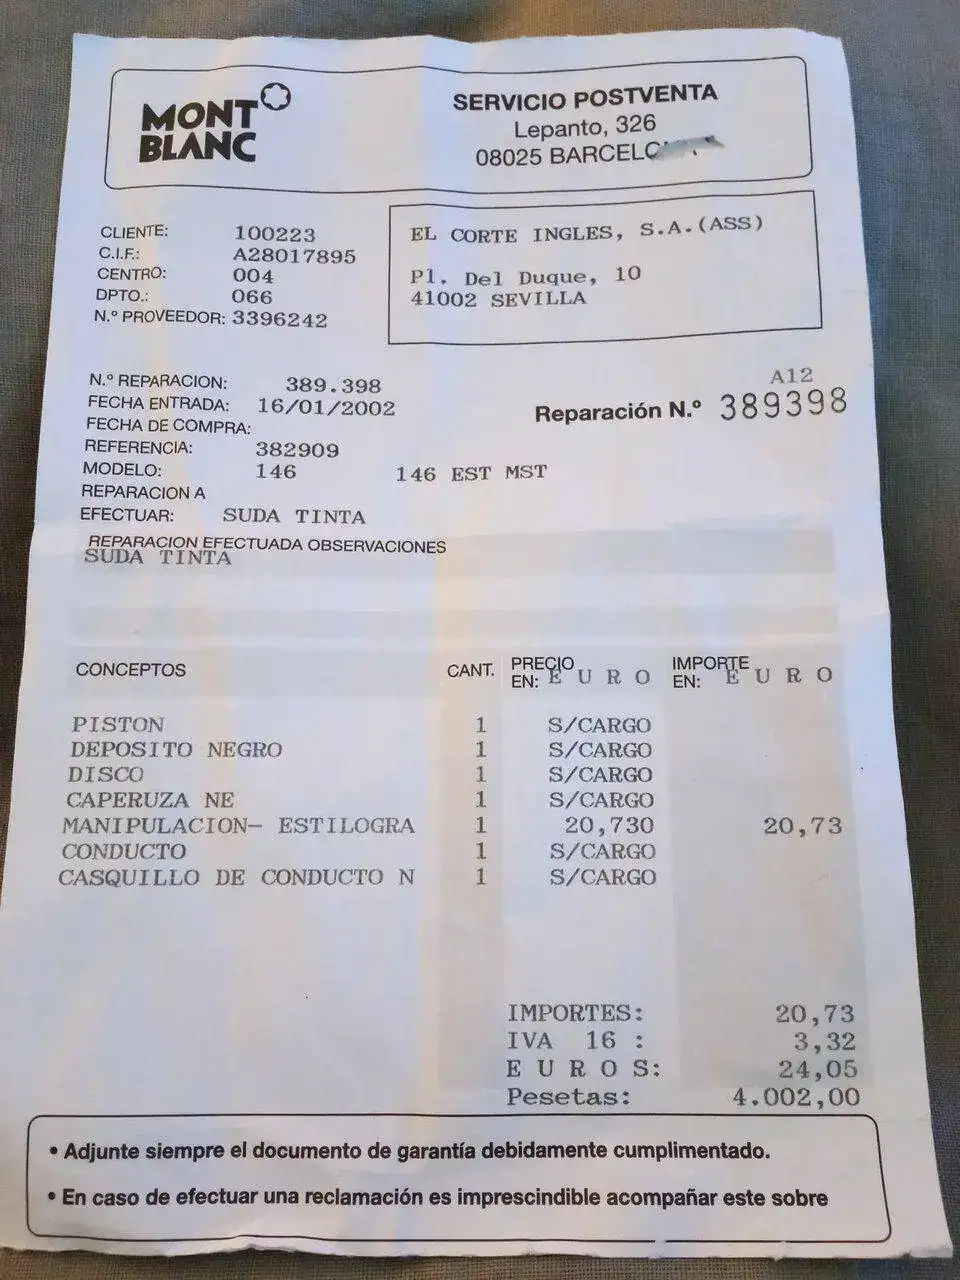 MONT
BLANC
SERVICIO POSTVENTA
Lepanto, 326
08025
CLIENTE: 100223
C.I.F.: A28017895
CENTRO: 004
DPTO.: 066
N.º PROVEEDOR: 3396242
EL CORTE INGLES, S.A.(ASS)
Pl. Del Duque, 10
41002 SEVILLA
N.º REPARACION: 389.398
FECHA ENTRADA: 16/01/2002
FECHA DE COMPRA:
REFERENCIA: 382909
MODELO: 146 146 EST MST
REPARACION A
EFECTUAR: SUDA TINTA
A12
Reparación N.º 389398
REPARACION EFECTUADA OBSERVACIONES
SUDA TINTA
CONCEPTOS CANT. PRECIO EN: E U R O IMPORTE EN: E U R O
PISTON 1 S/CARGO
DEPOSITO NEGRO 1 S/CARGO
DISCO 1 S/CARGO
CAPERUZA NE 1 S/CARGO
MANIPULACION- ESTILOGRA 1 20,730 20,73
CONDUCTO 1 S/CARGO
CASQUILLO DE CONDUCTO N 1 S/CARGO
IMPORTES: 20,73
IVA 16 : 3,32
E U R O S: 24,05
Pesetas: 4.002,00
• Adjunte siempre el documento de garantía debidamente cumplimentado.
• En caso de efectuar una reclamación es imprescindible acompañar este sobre